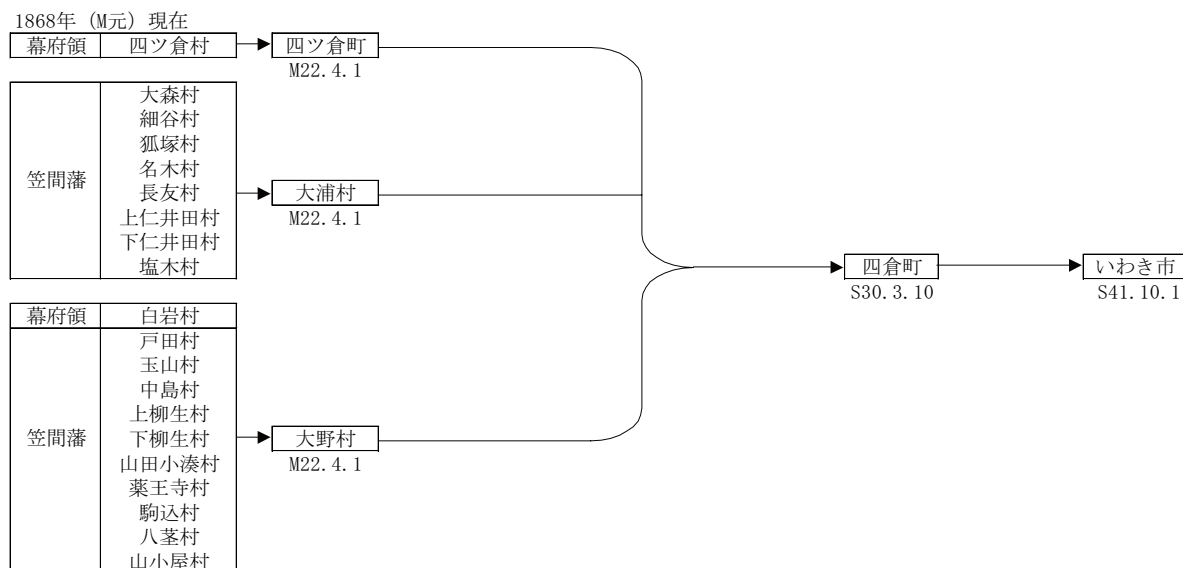 1868年（M元）現在
幕府領 四ツ倉村 四ツ倉町
M22.4.1
笠間藩
大森村
細谷村
狐塚村
名木村
長友村
上仁井田村
下仁井田村
塩木村
大浦村
M22.4.1
幕府領 白岩村
笠間藩
戸田村
玉山村
中島村
上柳生村
下柳生村
山田小湊村
薬王寺村
駒込村
八茎村
山小屋村
大野村
M22.4.1
四倉町
S30.3.10
いわき市
S41.10.1